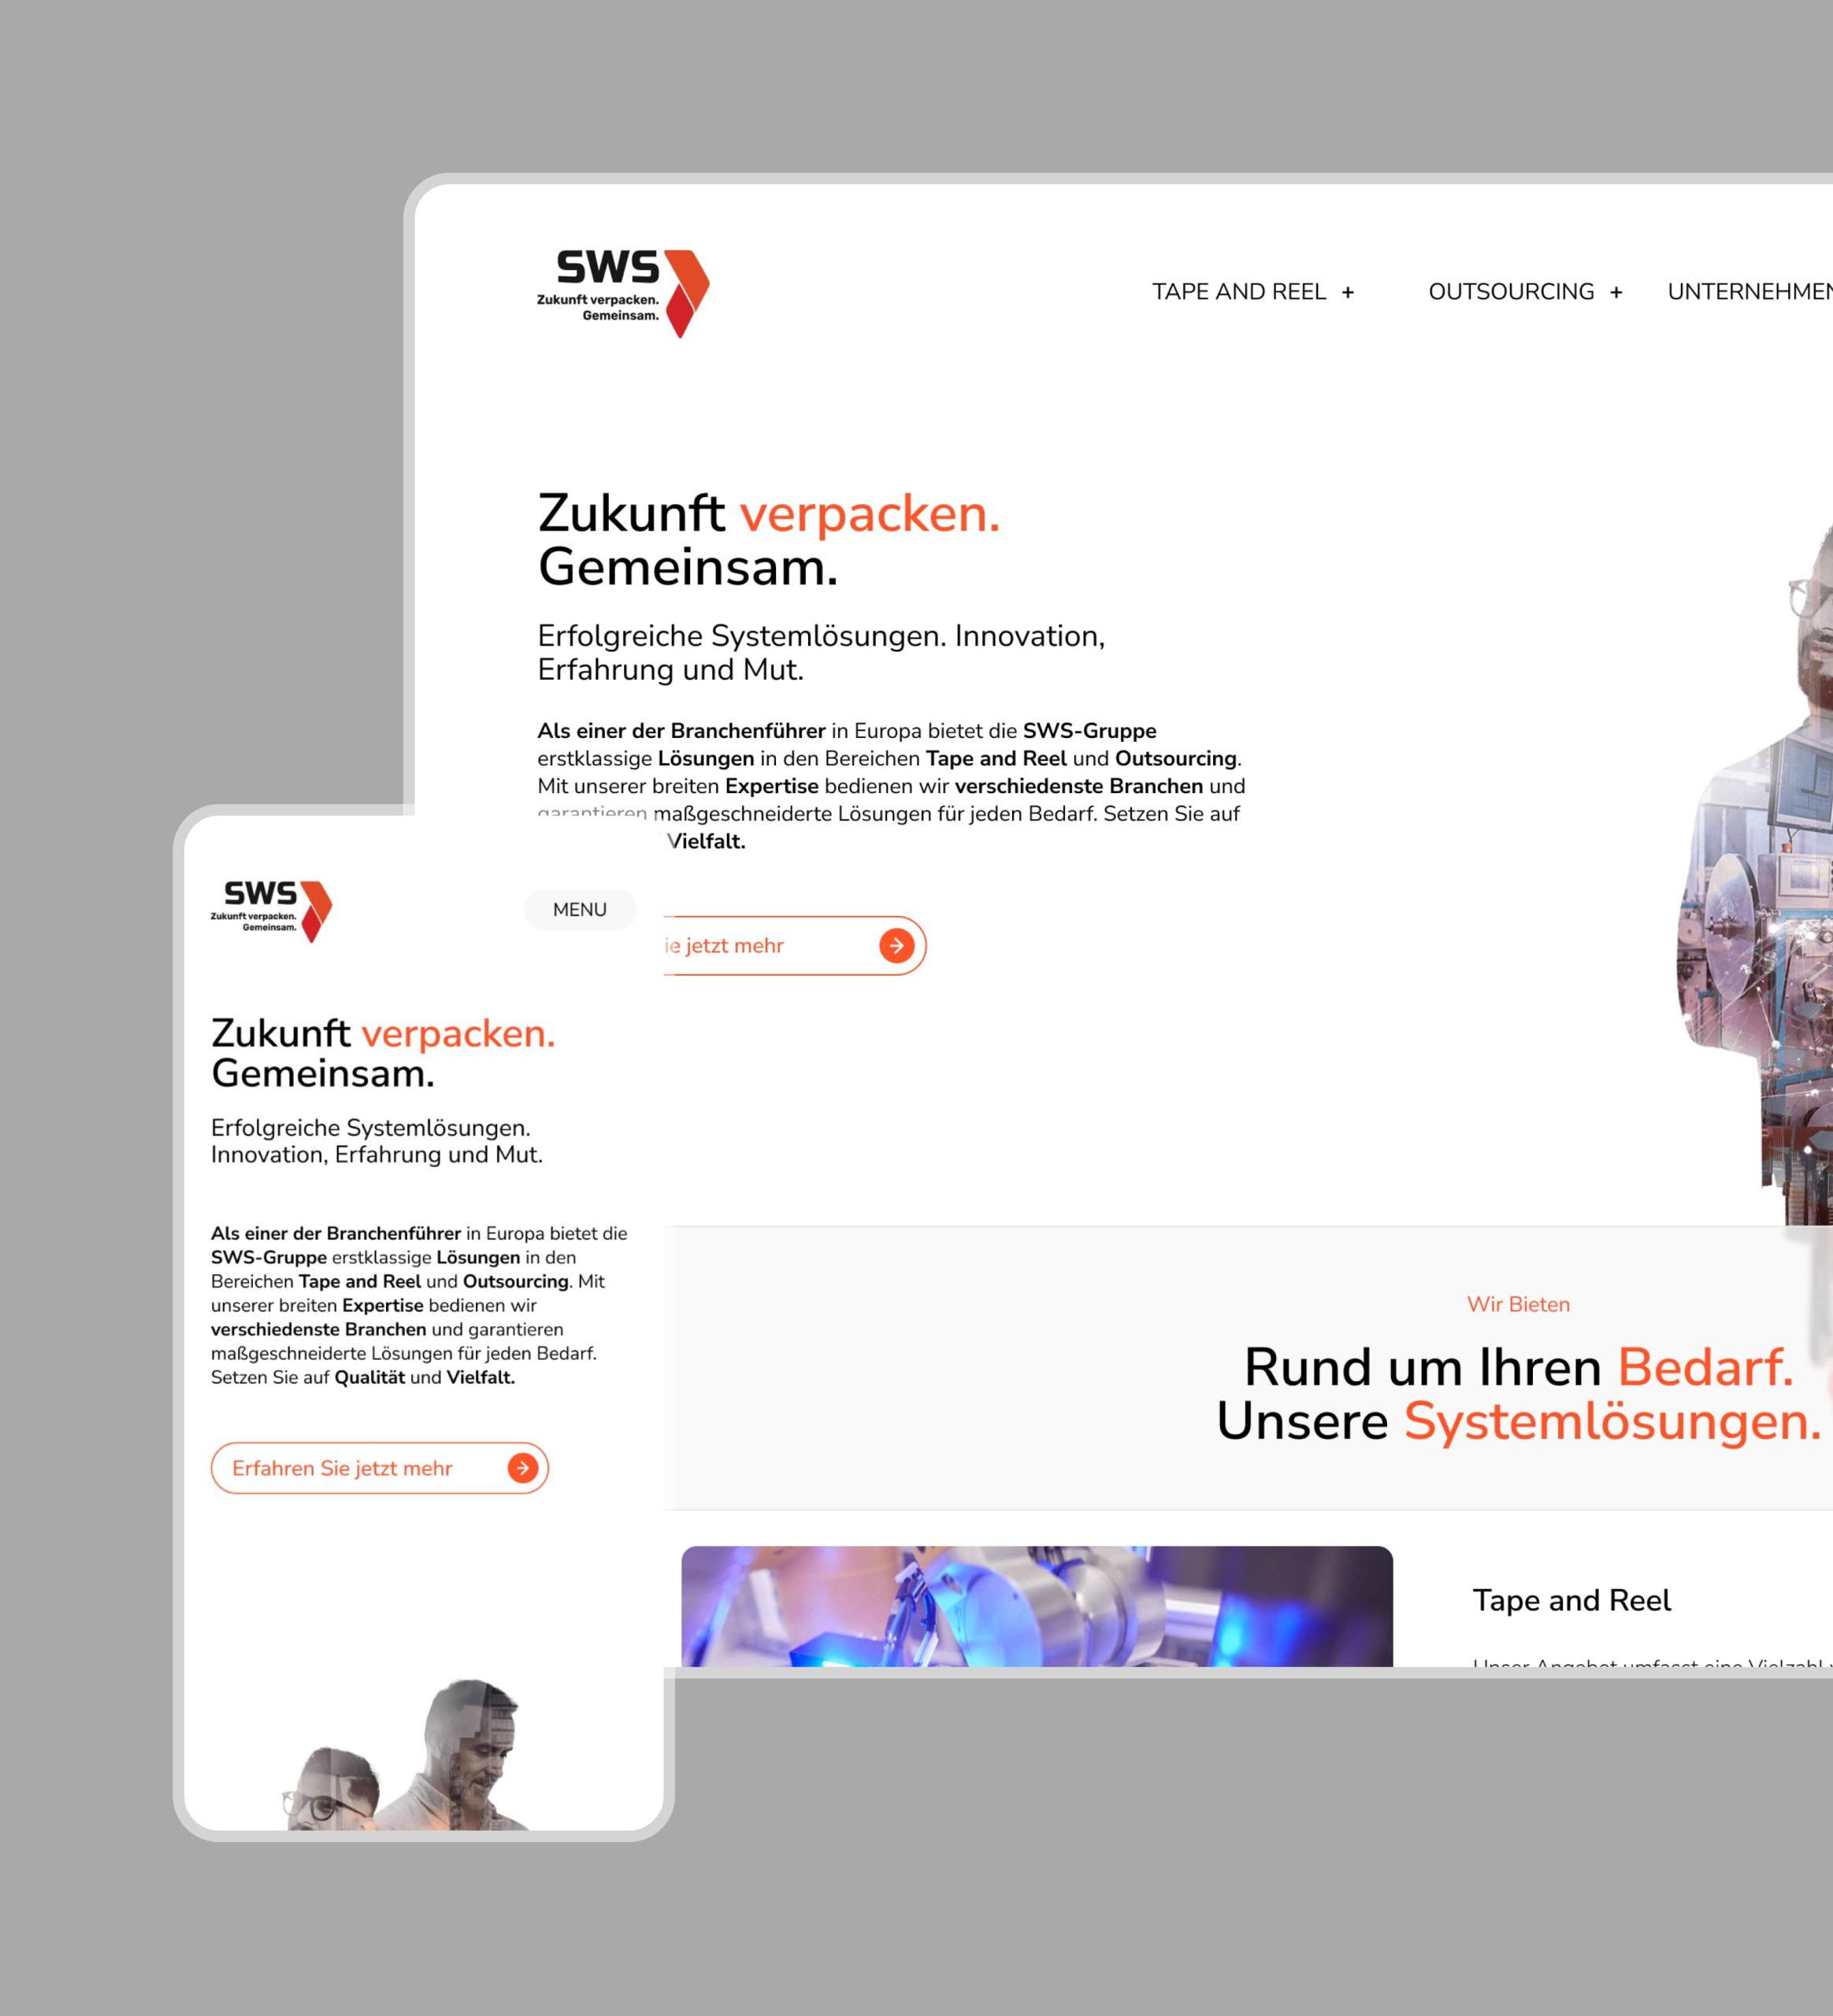 SWS
Zukunft verpacken.
Gemeinsam.
TAPE AND REEL +
OUTSOURCING +
UNTERNEHMEN
Zukunft verpacken.
Gemeinsam.
Erfolgreiche Systemlösungen. Innovation,
Erfahrung und Mut.
Als einer der Branchenführer in Europa bietet die SWS-Gruppe
erstklassige Lösungen in den Bereichen Tape and Reel und Outsourcing.
Mit unserer breiten Expertise bedienen wir verschiedenste Branchen und
garantieren maßgeschneiderte Lösungen für jeden Bedarf. Setzen Sie auf
Vielfalt.
ie jetzt mehr
Wir Bieten
Rund um Ihren Bedarf.
Unsere Systemlösungen.
Tape and Reel
Unser Angebot umfasst eine Vielzahl
SWS
Zukunft verpacken.
Gemeinsam.
MENU
Zukunft verpacken.
Gemeinsam.
Erfolgreiche Systemlösungen.
Innovation, Erfahrung und Mut.
Als einer der Branchenführer in Europa bietet die
SWS-Gruppe erstklassige Lösungen in den
Bereichen Tape and Reel und Outsourcing. Mit
unserer breiten Expertise bedienen wir
verschiedenste Branchen und garantieren
maßgeschneiderte Lösungen für jeden Bedarf.
Setzen Sie auf Qualität und Vielfalt.
Erfahren Sie jetzt mehr